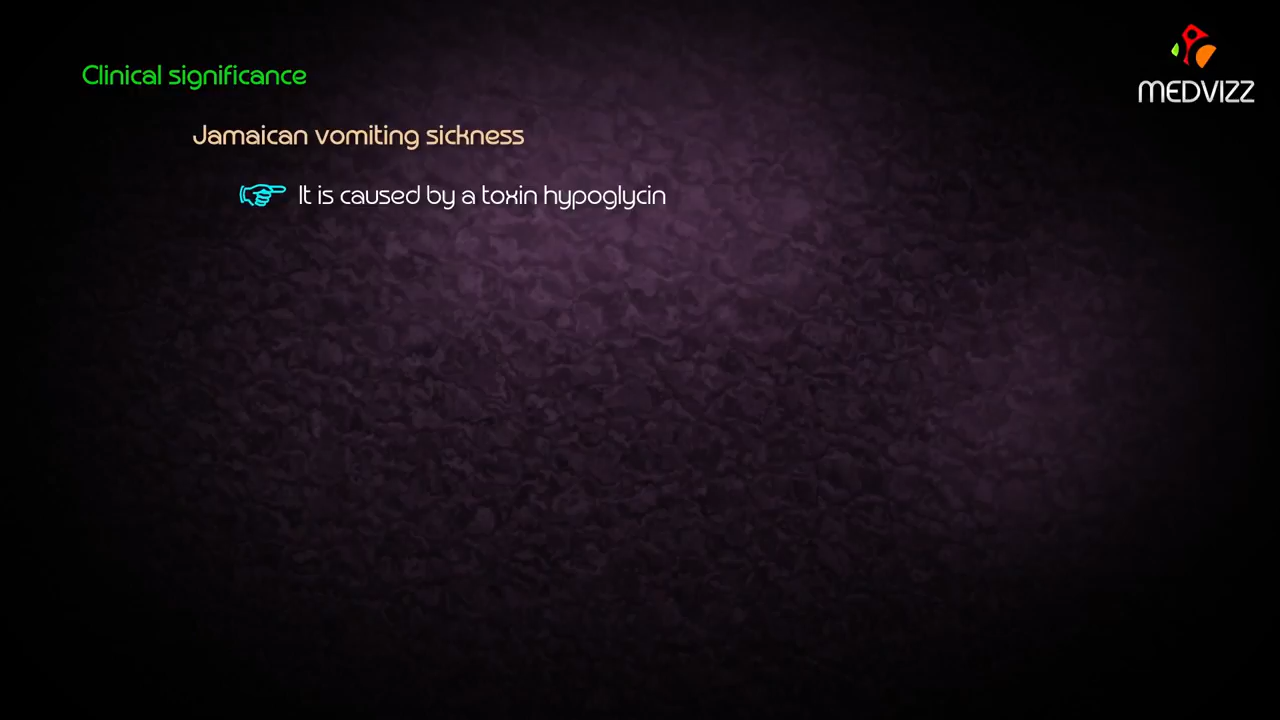 Clinical significance
MEDVIZZ
Jamaican vomiting sickness
It is caused by a toxin hypoglycin